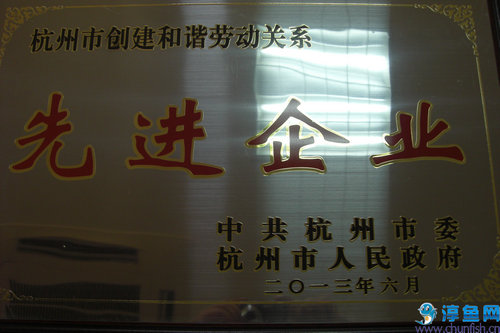 杭州市创建和谐劳动关系
先进企业
中共杭州市委
杭州市人民政府
二〇一三年六月
淳鱼网
www.chunfish.cn